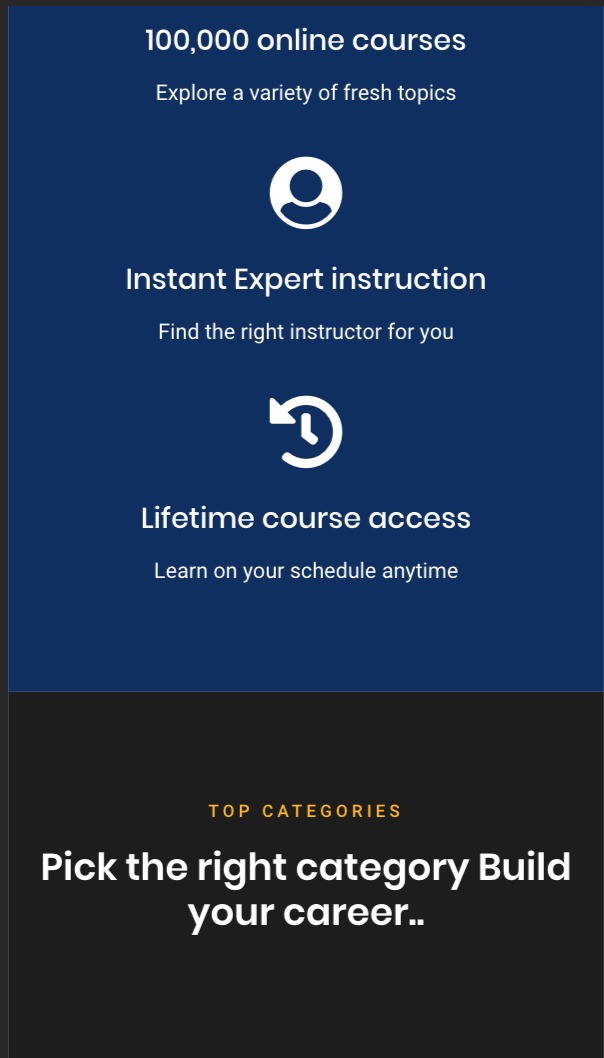 100,000 online courses
Explore a variety of fresh topics
Instant Expert instruction
Find the right instructor for you
Lifetime course access
Learn on your schedule anytime
TOP CATEGORIES
Pick the right category Build
your career..